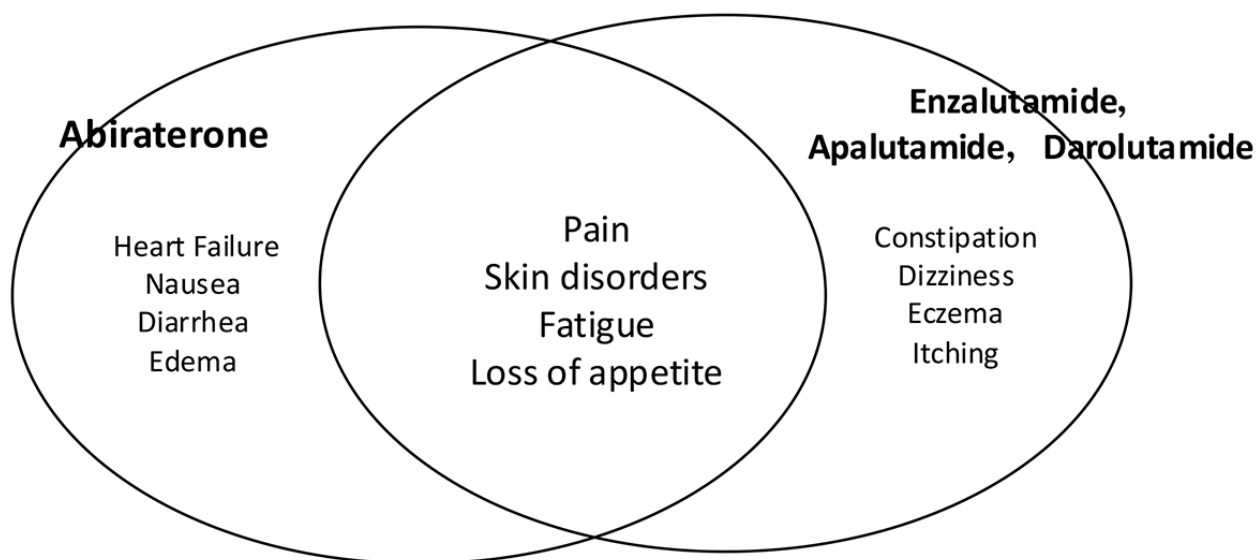 Abiraterone
Heart Failure
Nausea
Diarrhea
Edema
Pain
Skin disorders
Fatigue
Loss of appetite
Enzalutamide,
Apalutamide, Darolutamide
Constipation
Dizziness
Eczema
Itching